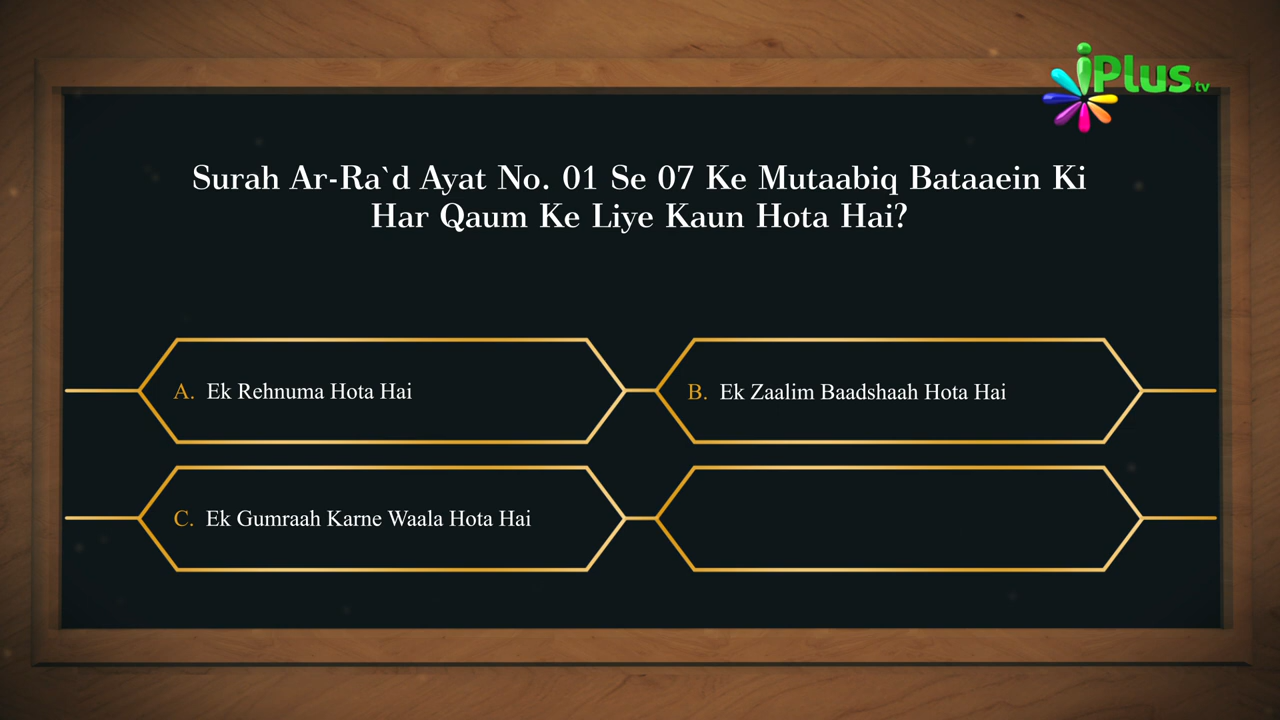 iPlus tv
Surah Ar-Ra`d Ayat No. 01 Se 07 Ke Mutaabiq Bataaein Ki
Har Qaum Ke Liye Kaun Hota Hai?
A. Ek Rehnuma Hota Hai
B. Ek Zaalim Baadshaah Hota Hai
C. Ek Gumraah Karne Waala Hota Hai